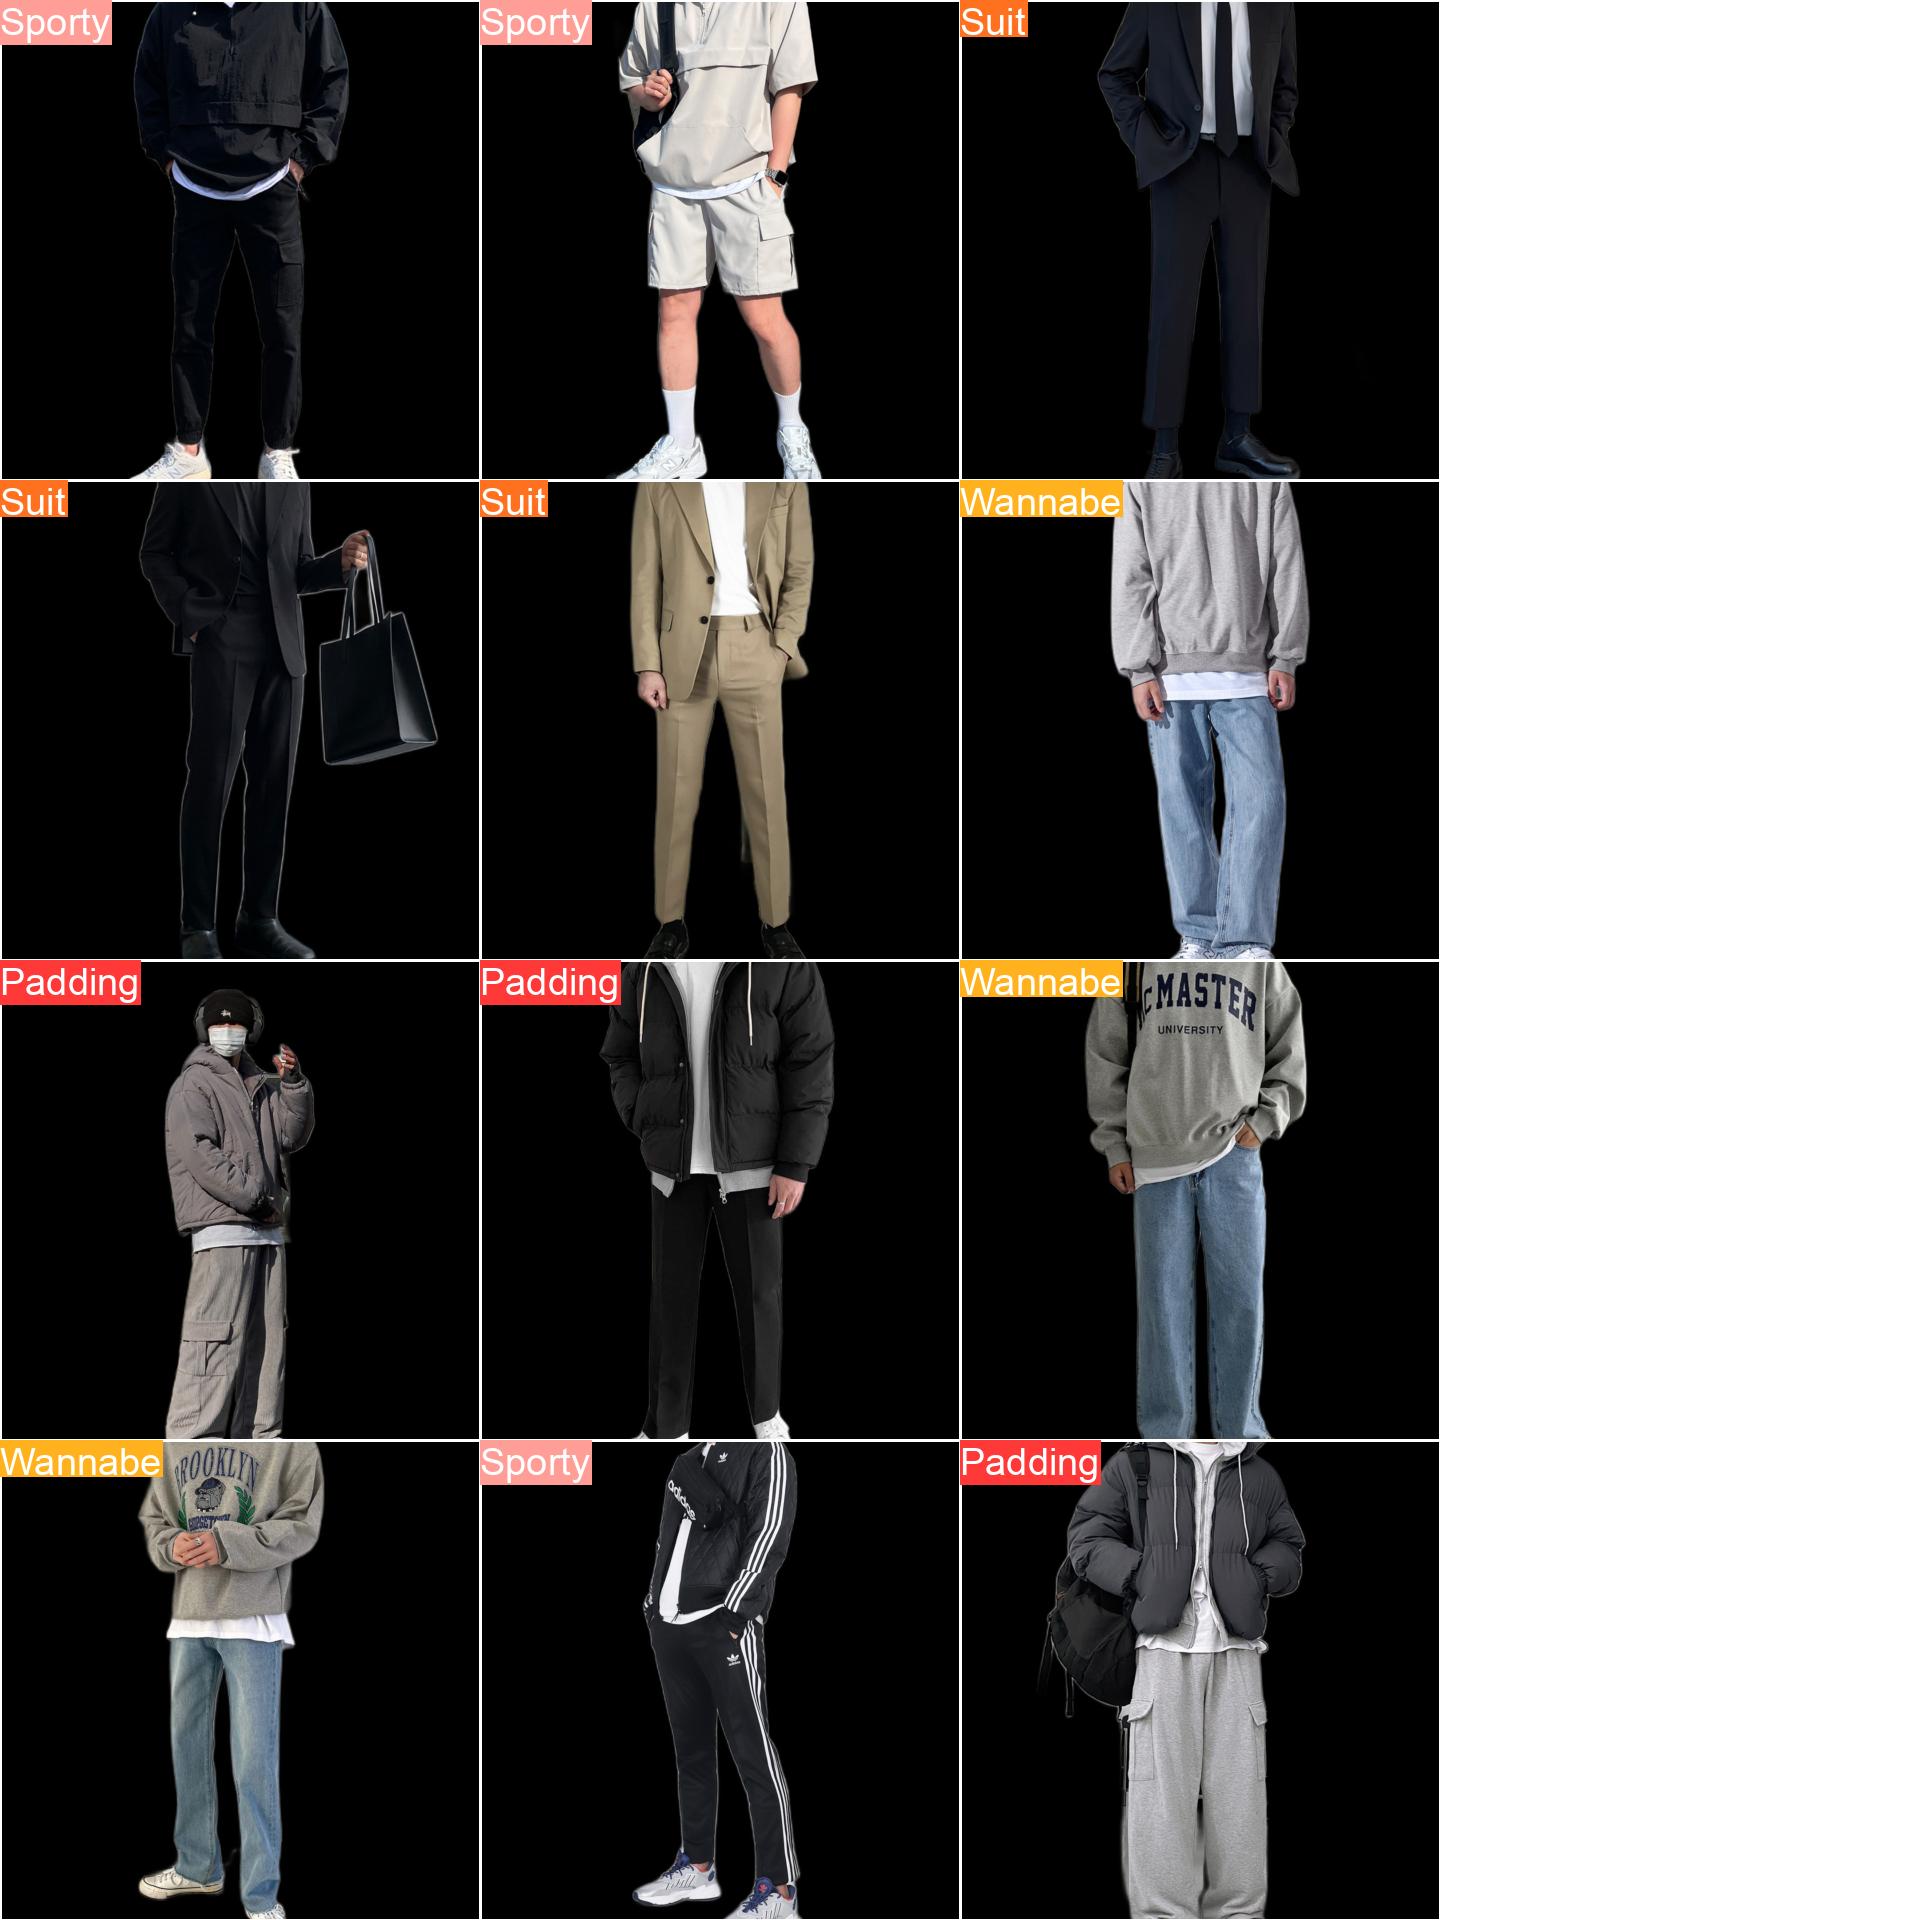 Sporty
Sporty
Suit
Suit
Suit
Wannabe
Padding
Padding
Wannabe
MASTER
UNIVERSITY
Wannabe
BROOKLYN
Sporty
adidas
Padding